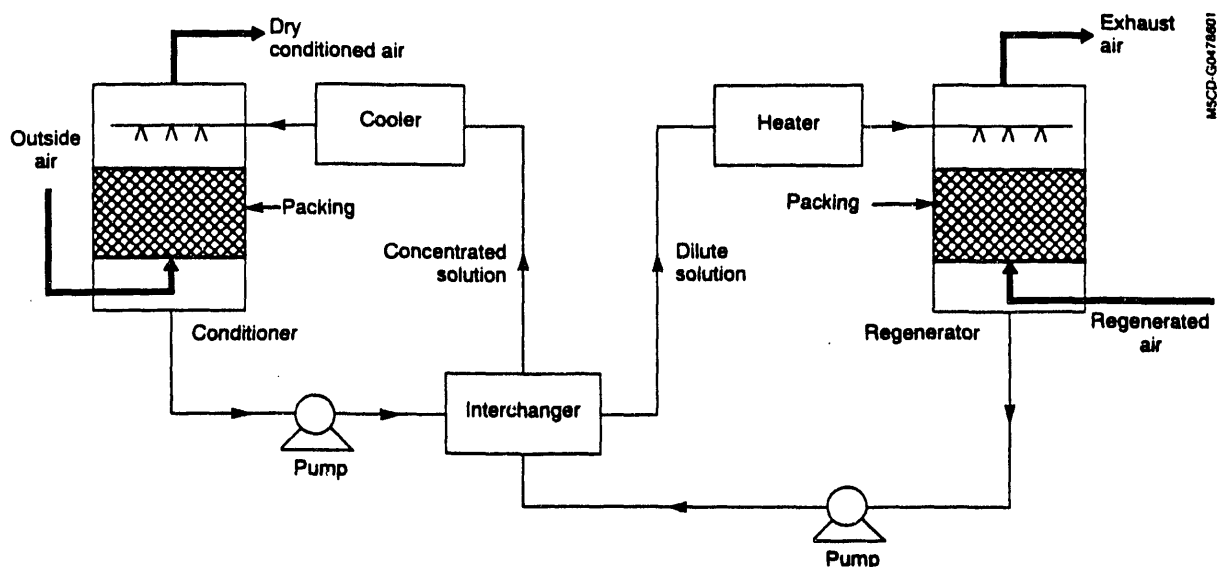 Dry
conditioned air
Exhaust
air
MSCD-G0478601
Cooler
Heater
Outside
air
Packing
Packing
Concentrated
solution
Dilute
solution
Conditioner
Regenerator
Regenerated
air
Interchanger
Pump
Pump